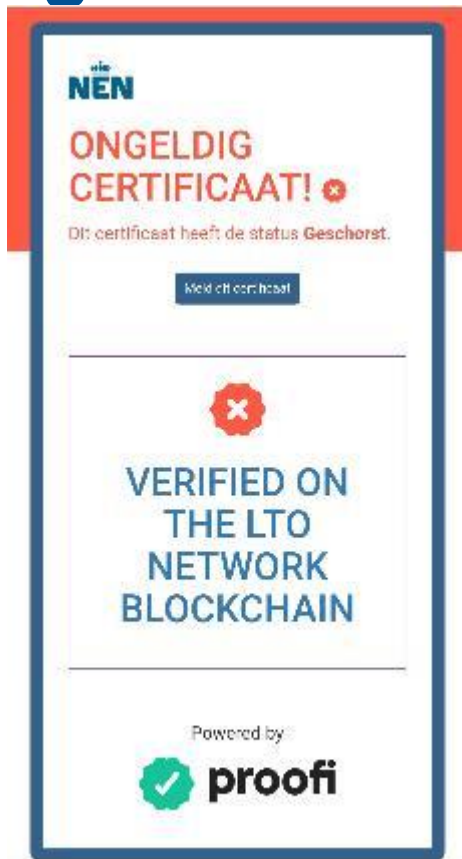 NEN
ONGELDIG
CERTIFICAAT!
Dit certificaat heeft de status Geschorst.
Meld dit certificaat
VERIFIED ON
THE LTO
NETWORK
BLOCKCHAIN
Powered by
proofi